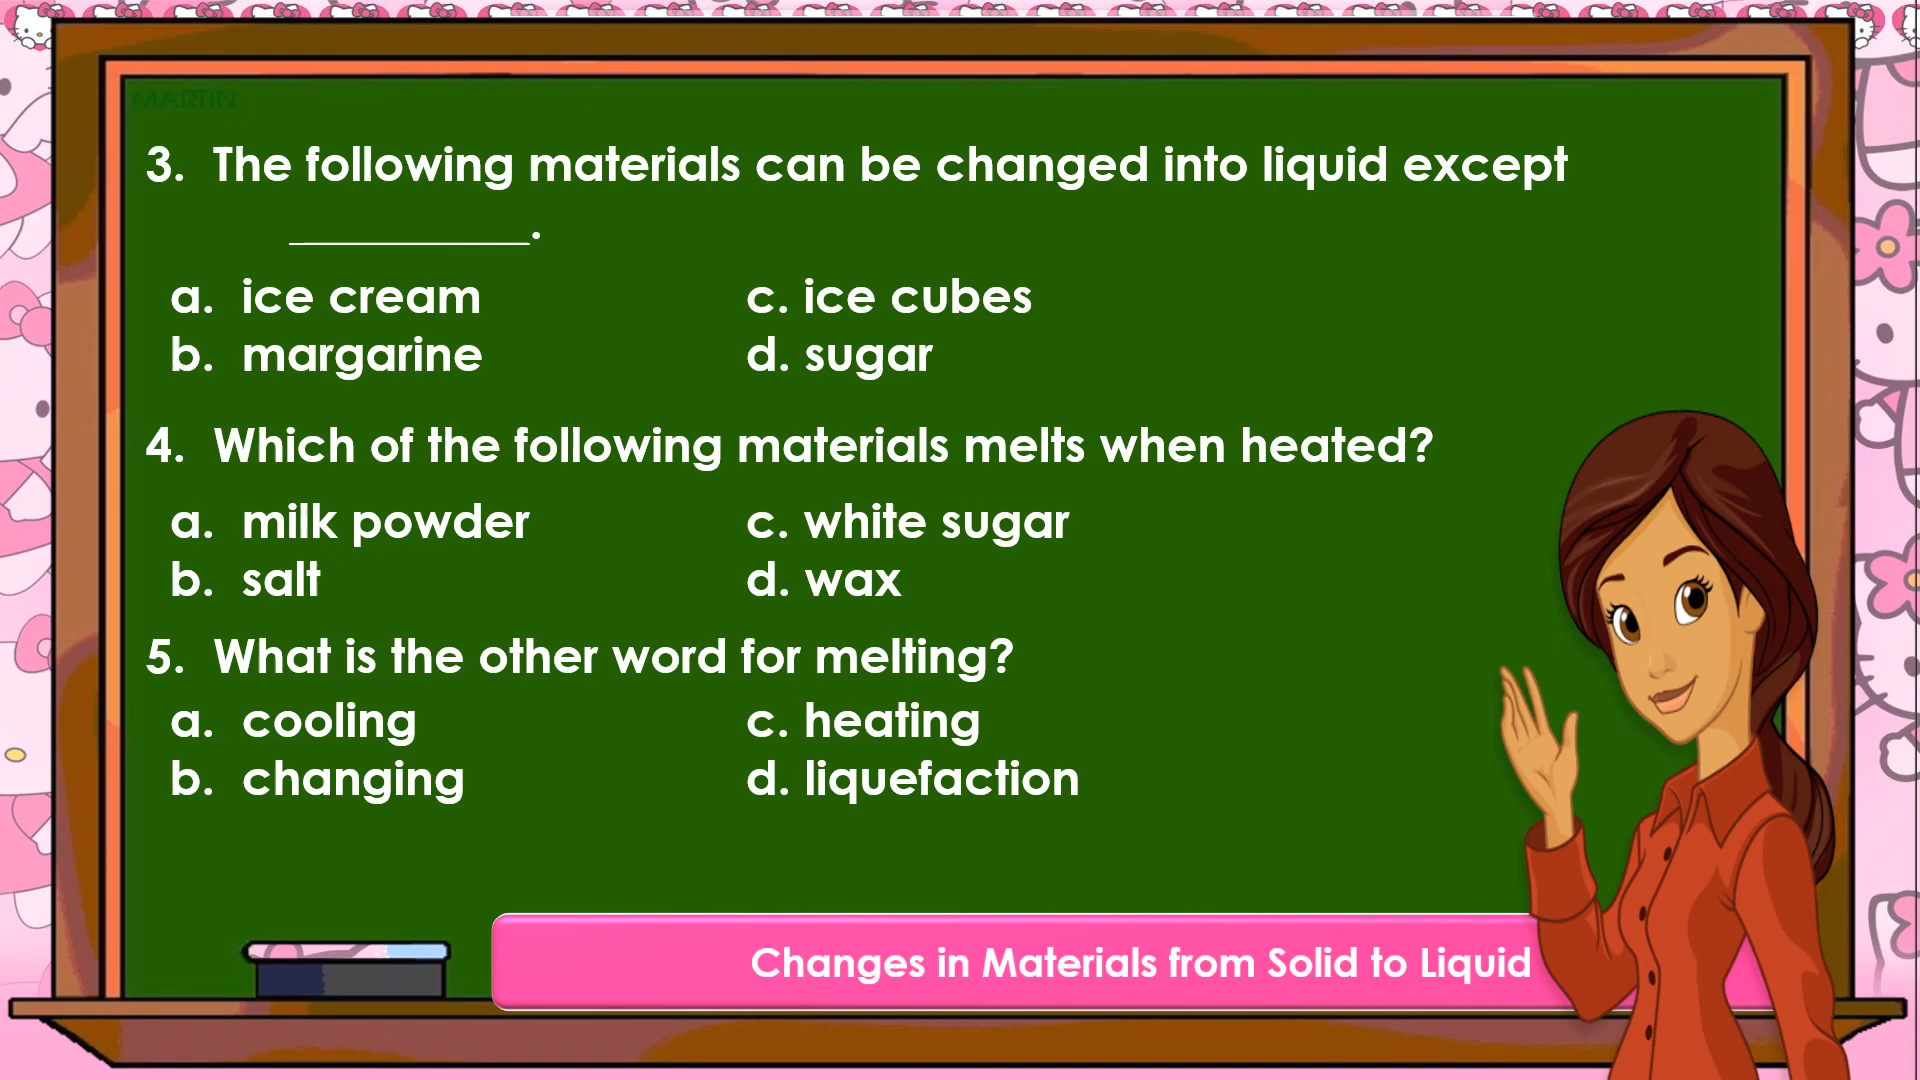 MARTIN
3. The following materials can be changed into liquid except
__________.
a. ice cream c. ice cubes
b. margarine d. sugar
4. Which of the following materials melts when heated?
a. milk powder c. white sugar
b. salt d. wax
5. What is the other word for melting?
a. cooling c. heating
b. changing d. liquefaction
Changes in Materials from Solid to Liquid